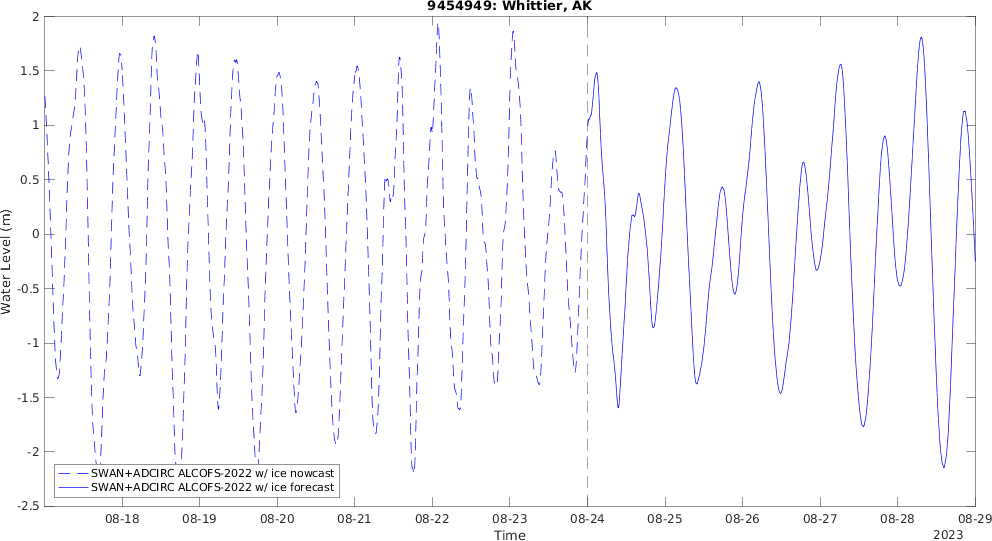 9454949: Whittier, AK
2
1.5
1
0.5
0
-0.5
-1
-1.5
-2
-2.5
Water Level (m)
SWAN+ADCIRC ALCOFS-2022 w/ ice nowcast
SWAN+ADCIRC ALCOFS-2022 w/ ice forecast
08-18 08-19 08-20 08-21 08-22 08-23 08-24 08-25 08-26 08-27 08-28 08-29
Time
2023